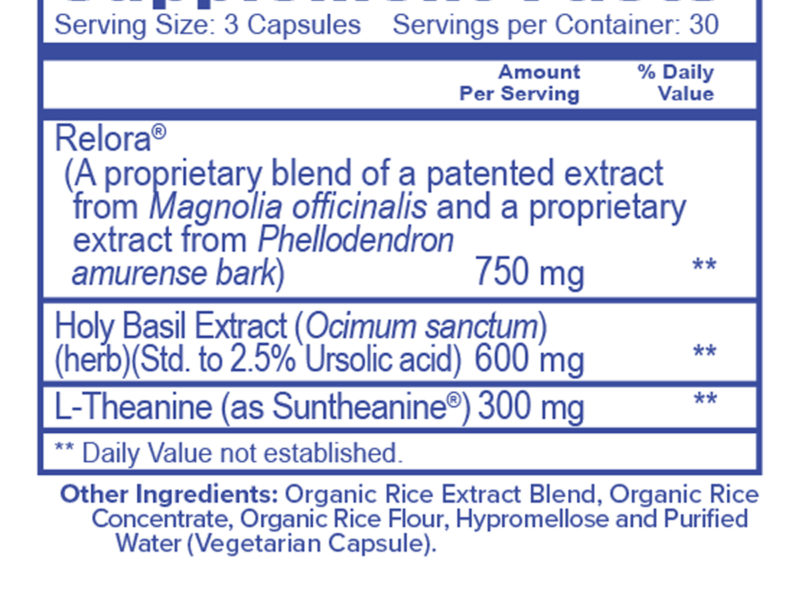 Serving Size: 3 Capsules Servings per Container: 30
Amount Per Serving % Daily Value
Relora®
(A proprietary blend of a patented extract
from Magnolia officinalis and a proprietary
extract from Phellodendron
amurense bark) 750 mg **
Holy Basil Extract (Ocimum sanctum)
(herb)(Std. to 2.5% Ursolic acid) 600 mg **
L-Theanine (as Suntheanine®) 300 mg **
** Daily Value not established.
Other Ingredients: Organic Rice Extract Blend, Organic Rice
Concentrate, Organic Rice Flour, Hypromellose and Purified
Water (Vegetarian Capsule).